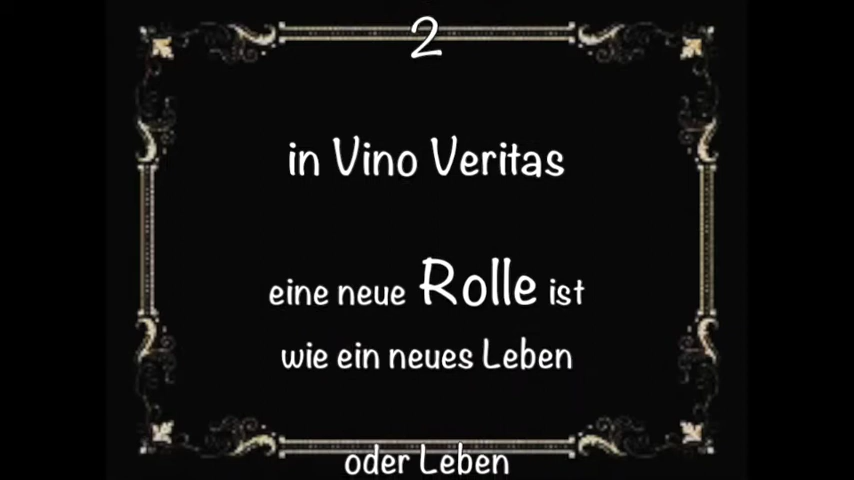 2
in Vino Veritas
eine neue Rolle ist
wie ein neues Leben
oder Leben